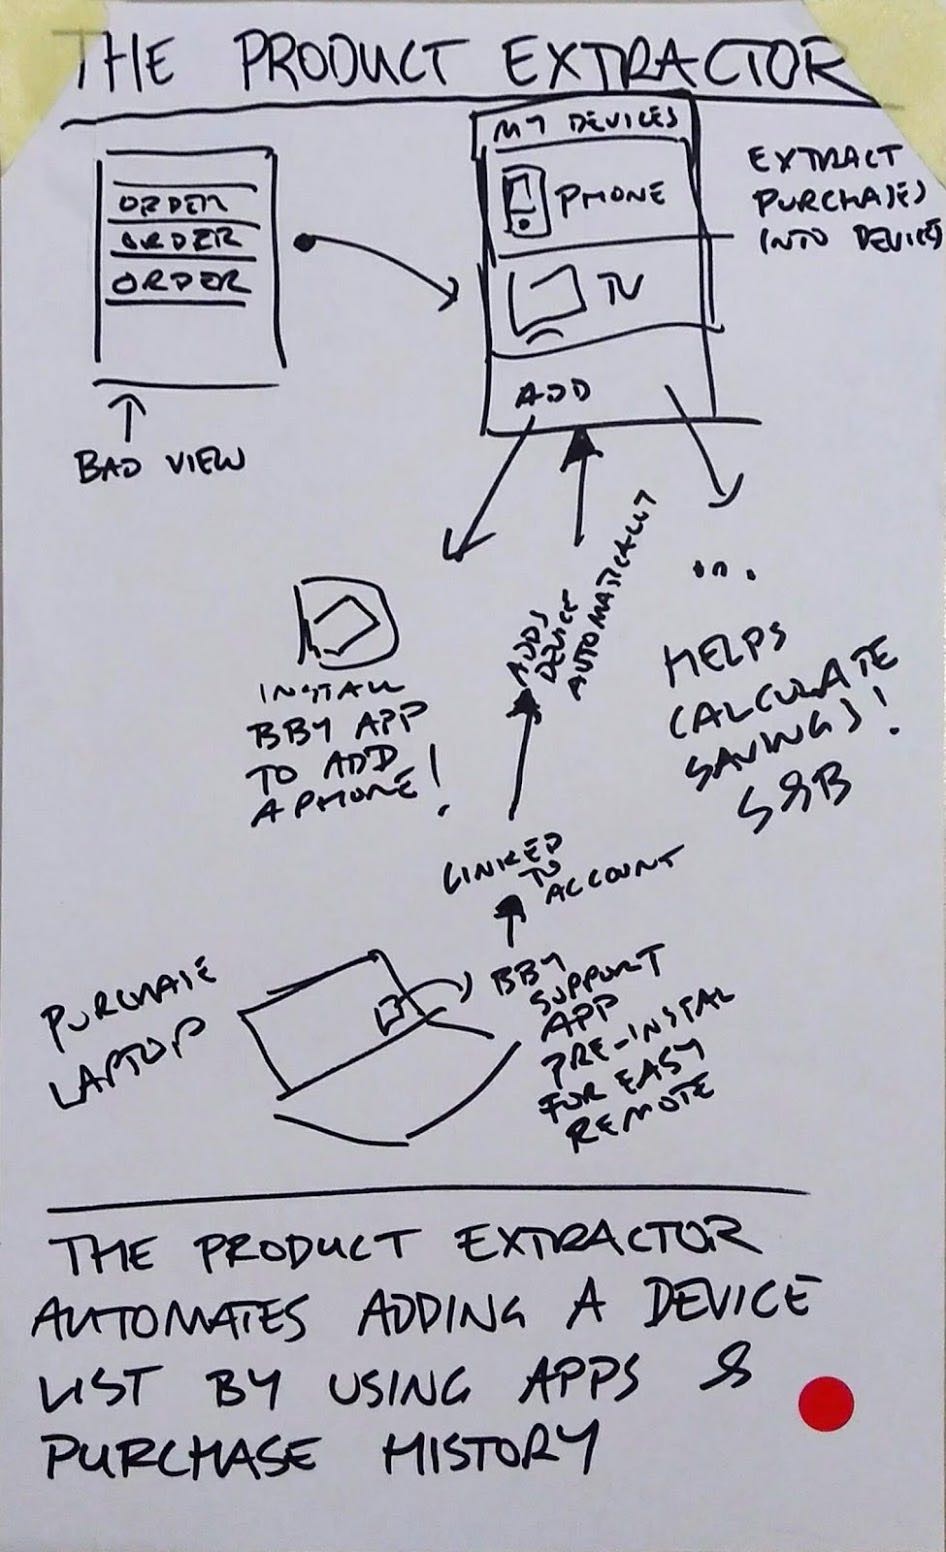 THE PRODUCT EXTRACTOR
ORDER
ORDER
ORDER
BAD VIEW
MY DEVICES
PHONE
TV
ADD
EXTRACT
PURCHASES
INTO DEVICES
INSTALL
BBY APP
TO ADD
A PHONE!
ADDS
DEVICE
AUTOMATICALLY
...
HELPS
CALCULATE
SAVINGS!
LINKED
TO
ACCOUNT
PURCHASE
LAPTOP
BBY
SUPPORT
APP
PRE-INSTAL
FOR EASY
REMOTE
THE PRODUCT EXTRACTOR
AUTOMATES ADDING A DEVICE
LIST BY USING APPS &
PURCHASE HISTORY